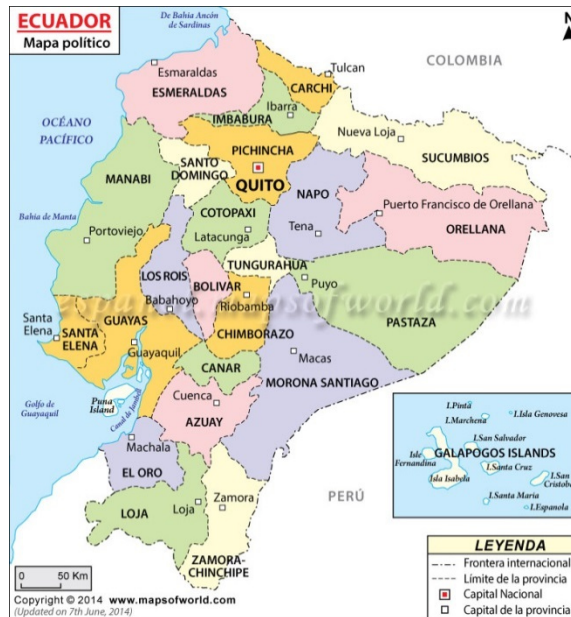 ECUADOR
Mapa político
De Bahia Ancón
de Sardinas
N
COLOMBIA
Tulcan
CARCHI
Esmaraldas
ESMERALDAS
Ibarra
IMBABURA
OCÉANO
PACÍFICO
Nueva Loja
SUCUMBIOS
PICHINCHA
QUITO
SANTO
DOMINGO
MANABI
NAPO
Puerto Francisco de Orellana
ORELLANA
COTOPAXI
Latacunga
Tena
Bahia de Manta
Portoviejo
TUNGURAHUA
Puyo
LOS ROIS
BOLIVAR
Riobamba
Babahoyo
PASTAZA
espanol.mapsofworld.com
Santa
Elena
SANTA
ELENA
GUAYAS
Guayaquil
CHIMBORAZO
Macas
CANAR
MORONA SANTIAGO
Golfo de
Guayaquil
Puna
Island
Canal de Jambeli
Cuenca
AZUAY
Machala
EL ORO
LOJA
Loja
Zamora
ZAMORA-
CHINCHIPE
PERÚ
I.Pinta
I.Isla Genovesa
I.Marchena
I.San Salvador
GALAPOGOS ISLANDS
Isle
Fernandina
I.Santa Cruz
Isla Isabela
I.San
Cristoba
I.Santa Maria
I.Espanola
LEYENDA
Frontera internacional
Límite de la provincia
Capital Nacional
Capital de la provincia
0 50 Km
Copyright © 2014 www.mapsofworld.com
(Updated on 7th June, 2014)